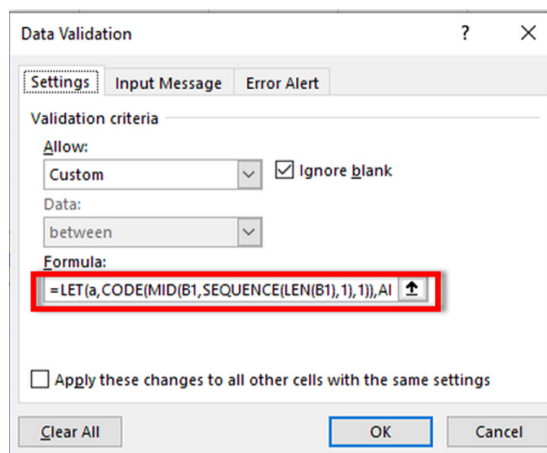 Data Validation ? ×
Settings Input Message Error Alert
Validation criteria
Allow:
Custom Ignore blank
Data:
between
Formula:
=LET(a,CODE(MID(B1,SEQUENCE(LEN(B1),1),1)),AI
Apply these changes to all other cells with the same settings
Clear All OK Cancel